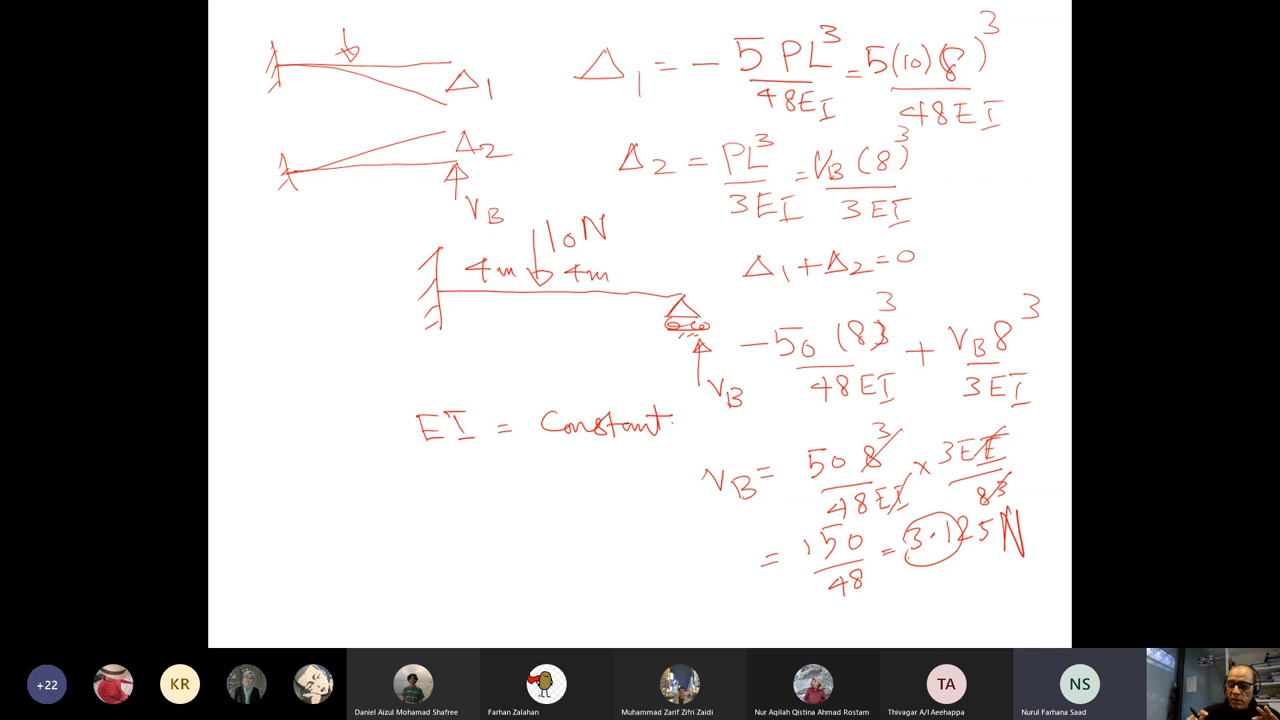 Δ1
Δ1 = - 5PL³/48EI = 5(10)(8)³/48EI
Δ2
VB
Δ2 = PL³/3EI = VB(8)³/3EI
10N
4m 4m
VB
Δ1 + Δ2 = 0
-50(8)³/48EI + VB8³/3EI
EI = Constant.
VB = 50 8³/48EI × 3EI/8³
= 150/48 = 3.125N
+22
KR
Daniel Aizul Mohamad Shafree
Farhan Zalahan
Muhammad Zarif Zifri Zaidi
Nur Aqilah Qistina Ahmad Rostam
TA
Thivagar A/l Aeehappa
NS
Nurul Farhana Saad